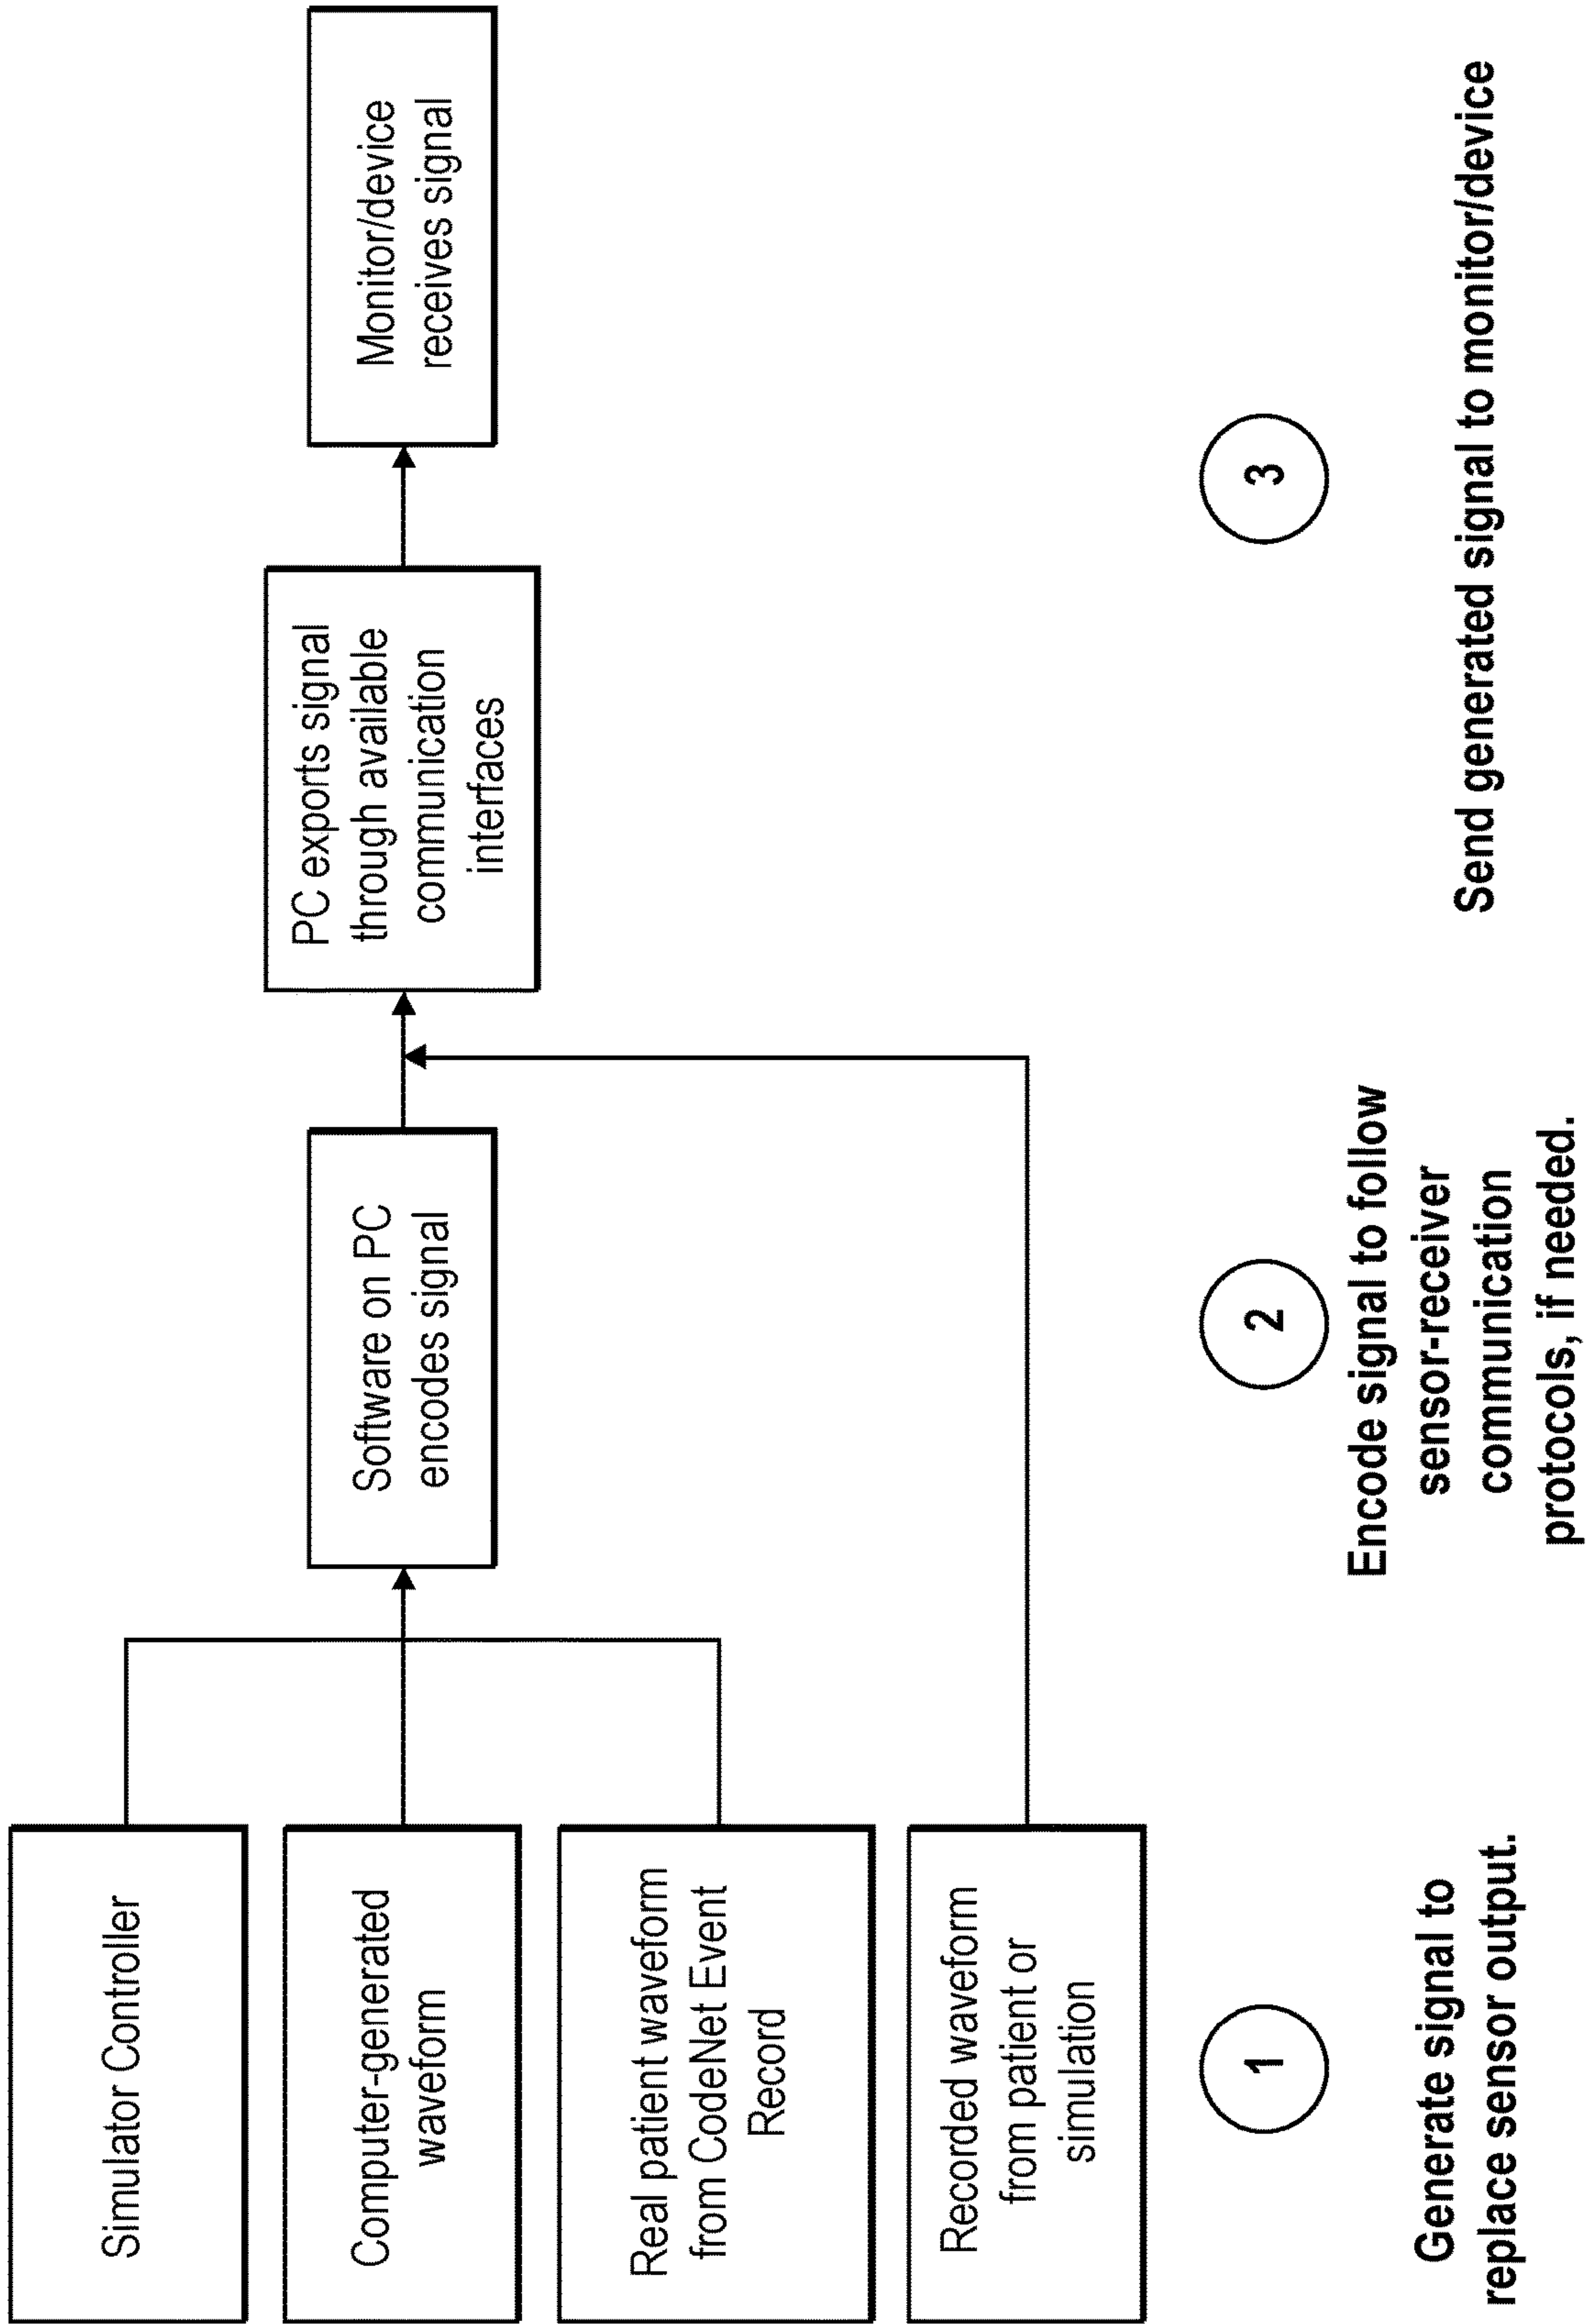 Simulator Controller
Computer-generated
waveform
Real patient waveform
from CodeNet Event
Record
Recorded waveform
from patient or
simulation
Software on PC
encodes signal
PC exports signal
through available
communication
interfaces
Monitor/device
receives signal
1
Generate signal to
replace sensor output.
2
Encode signal to follow
sensor-receiver
communication
protocols, if needed.
3
Send generated signal to monitor/device